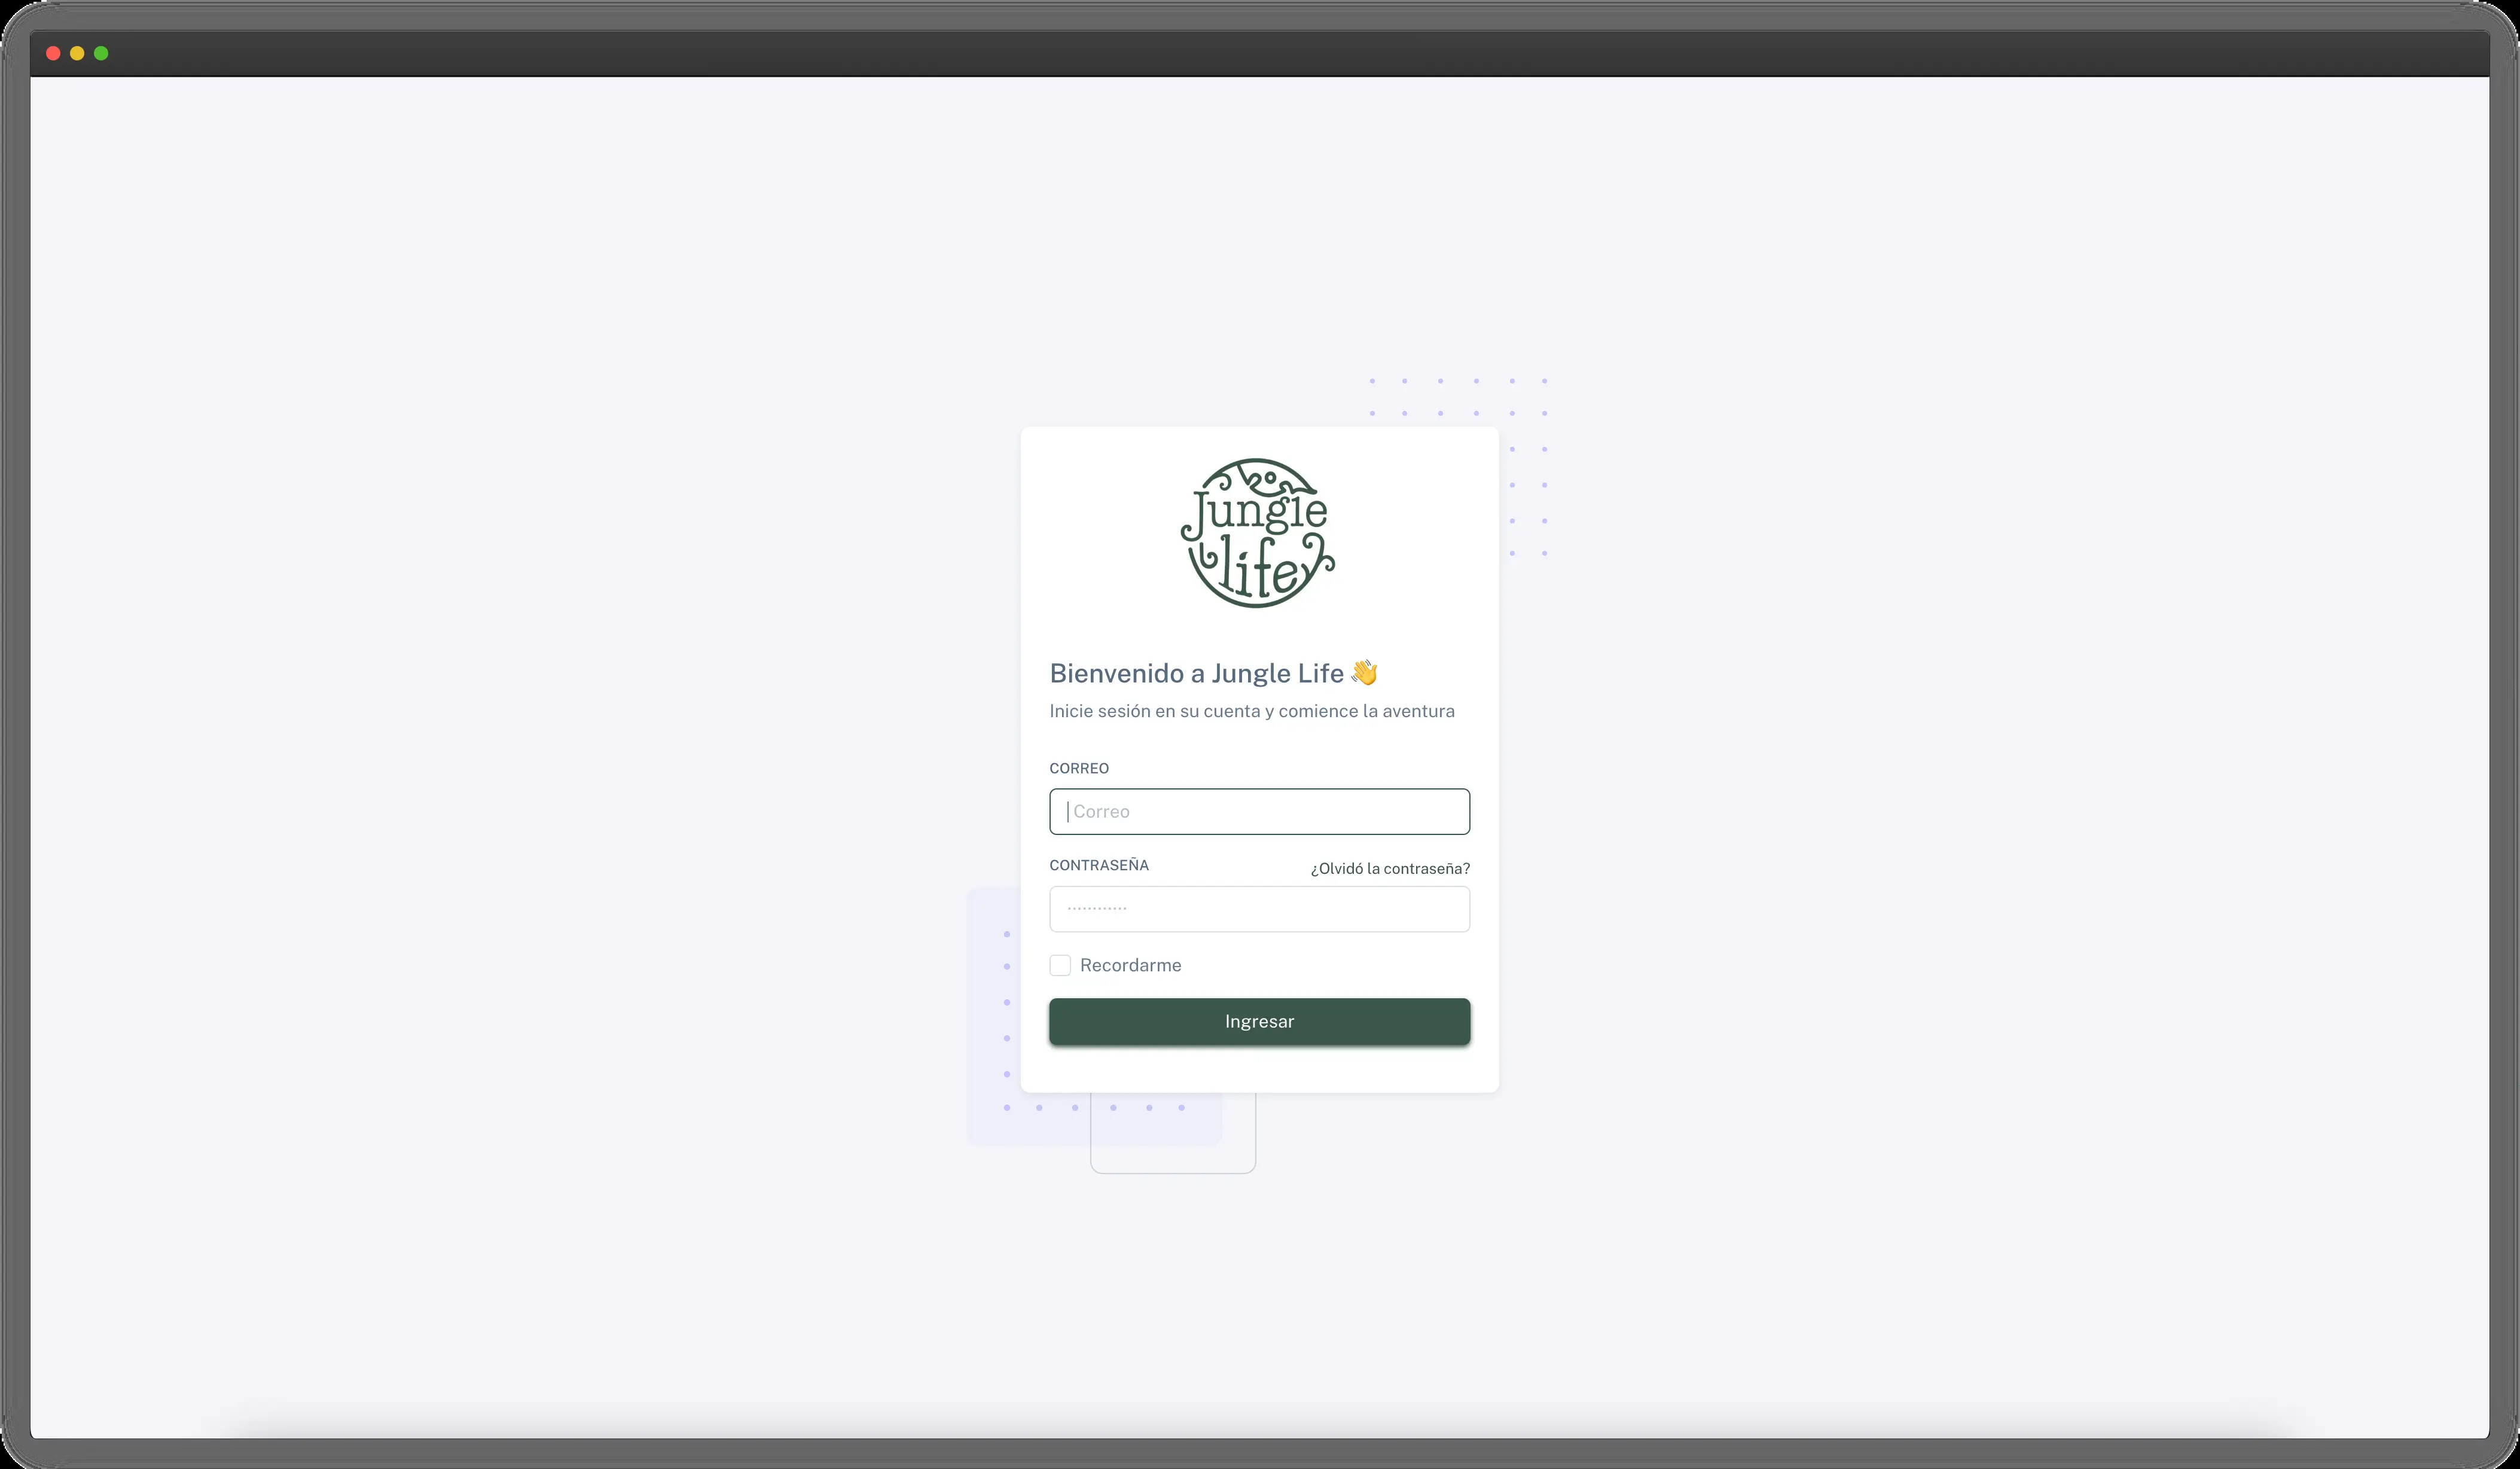 Jungle
life
Bienvenido a Jungle Life 👋
Inicie sesión en su cuenta y comience la aventura
CORREO
Correo
CONTRASEÑA
¿Olvidó la contraseña?
············
Recordarme
Ingresar